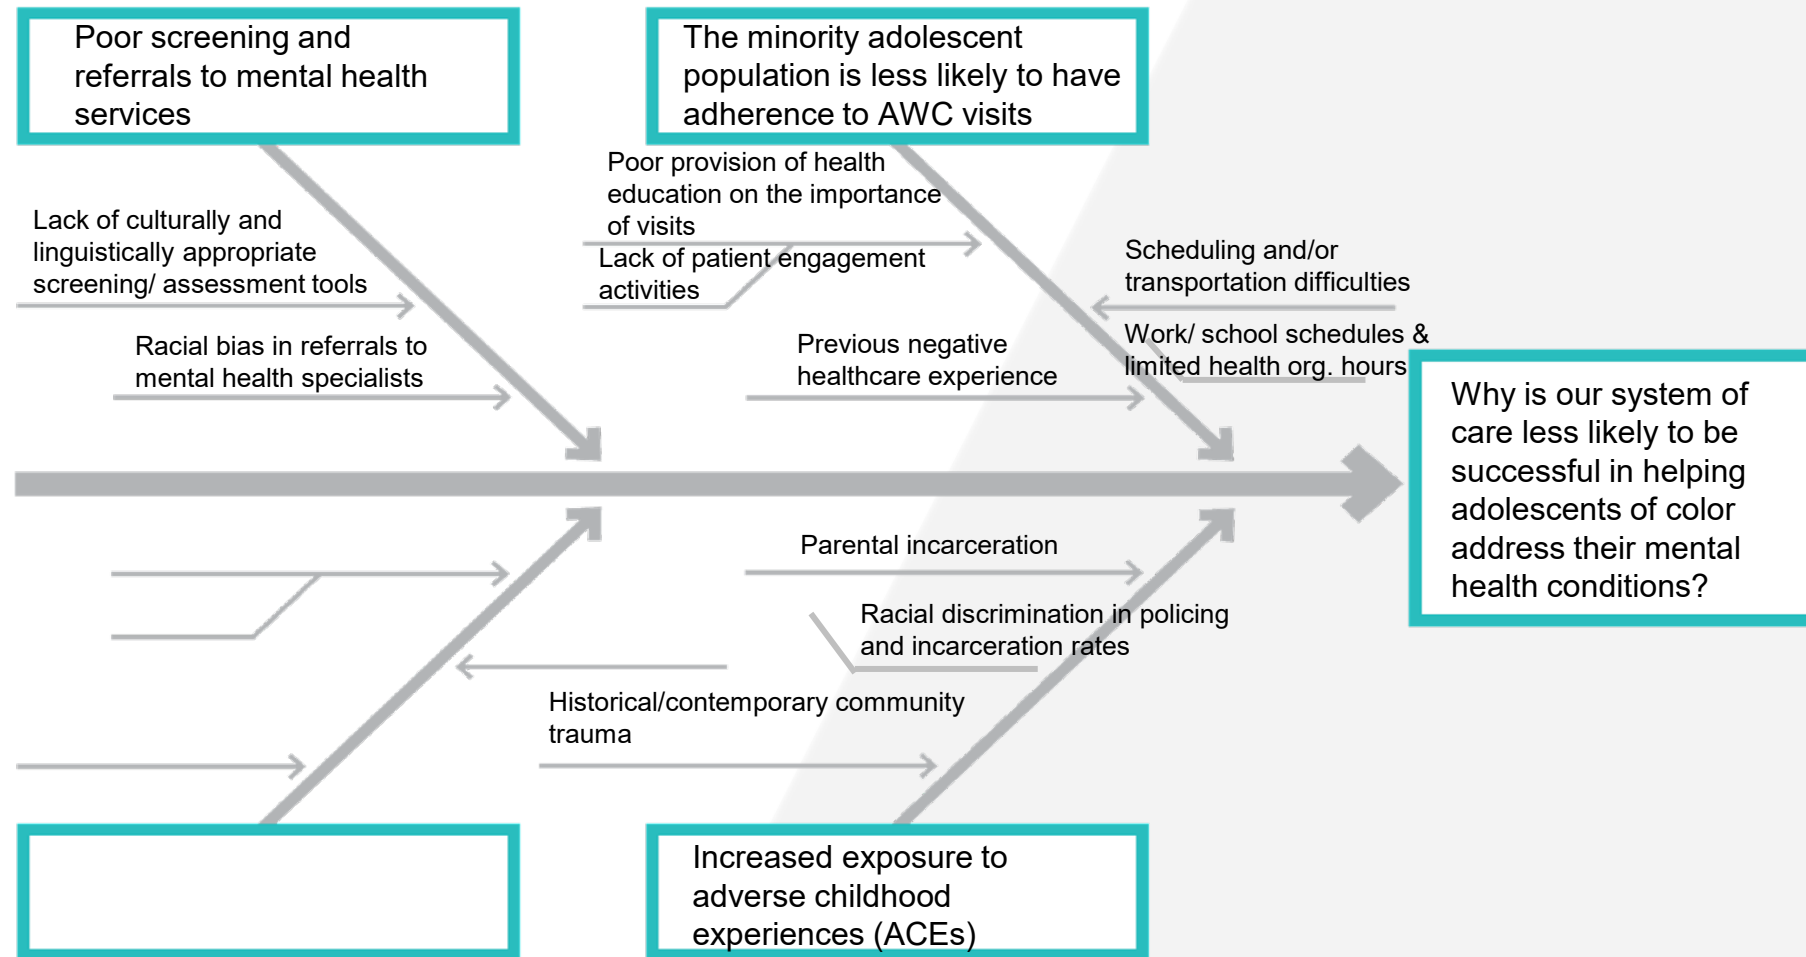 Poor screening and
referrals to mental health
services
The minority adolescent
population is less likely to have
adherence to AWC visits
Lack of culturally and
linguistically appropriate
screening/ assessment tools
Racial bias in referrals to
mental health specialists
Poor provision of health
education on the importance
of visits
Lack of patient engagement
activities
Previous negative
healthcare experience
Scheduling and/or
transportation difficulties
Work/ school schedules &
limited health org. hours
Why is our system of
care less likely to be
successful in helping
adolescents of color
address their mental
health conditions?
Parental incarceration
Racial discrimination in policing
and incarceration rates
Historical/contemporary community
trauma
Increased exposure to
adverse childhood
experiences (ACEs)